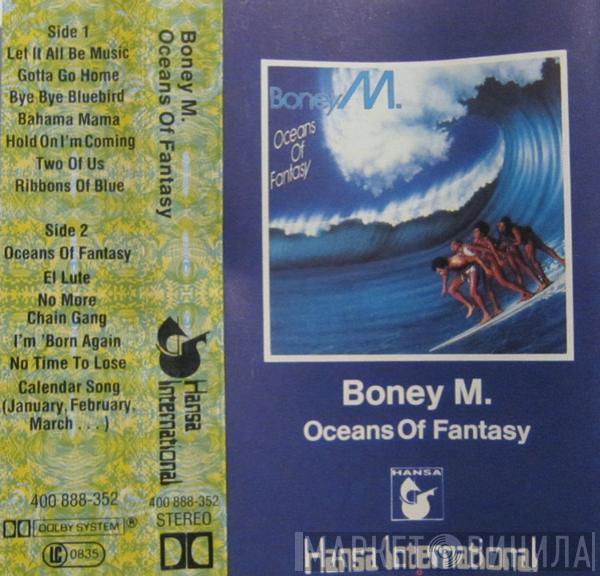 Side 1
Let It All Be Music
Gotta Go Home
Bye Bye Bluebird
Bahama Mama
Hold On I'm Coming
Two Of Us
Ribbons Of Blue
Side 2
Oceans Of Fantasy
El Lute
No More
Chain Gang
I'm 'Born Again
No Time To Lose
Calendar Song
(January, February,
March . . . )
400 888-352
DOLBY SYSTEM ®
LC 0835
Boney M.
Oceans Of Fantasy
Hansa
International
400 888-352
STEREO
Boney M.
Oceans
Of
Fantasy
Boney M.
Oceans Of Fantasy
HANSA
Hansa International
МАРКЕТ ВИНИЛА